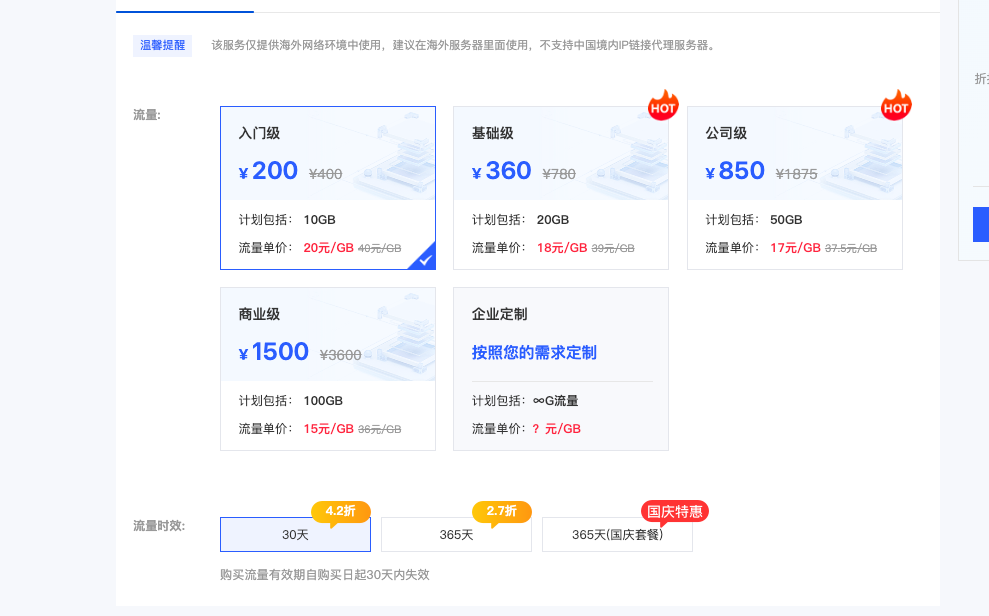 温馨提醒 该服务仅提供海外网络环境中使用，建议在海外服务器里面使用，不支持中国境内IP链接代理服务器。
流量:
HOT
HOT
入门级
¥200 ¥400
计划包括： 10GB
流量单价： 20元/GB 40元/GB
基础级
¥360 ¥780
计划包括： 20GB
流量单价： 18元/GB 39元/GB
公司级
¥850 ¥1875
计划包括： 50GB
流量单价： 17元/GB 37.5元/GB
商业级
¥1500 ¥3600
计划包括： 100GB
流量单价： 15元/GB 36元/GB
企业定制
按照您的需求定制
计划包括：∞G流量
流量单价：? 元/GB
流量时效:
4.2折
30天
2.7折
365天
国庆特惠
365天(国庆套餐)
购买流量有效期自购买日起30天内失效